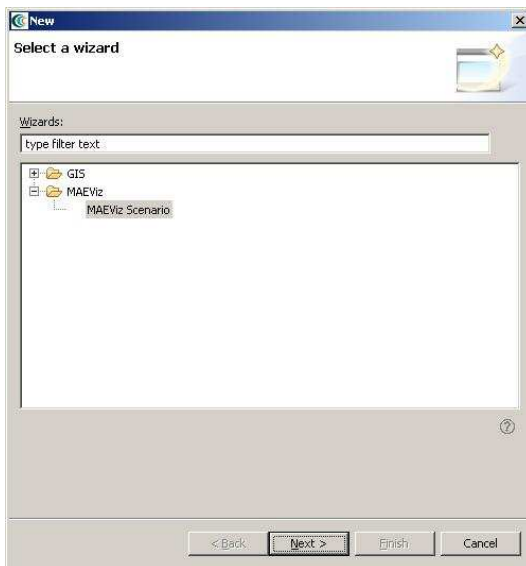 New
Select a wizard
Wizards:
type filter text
GIS
MAEViz
MAEViz Scenario
< Back
Next >
Finish
Cancel